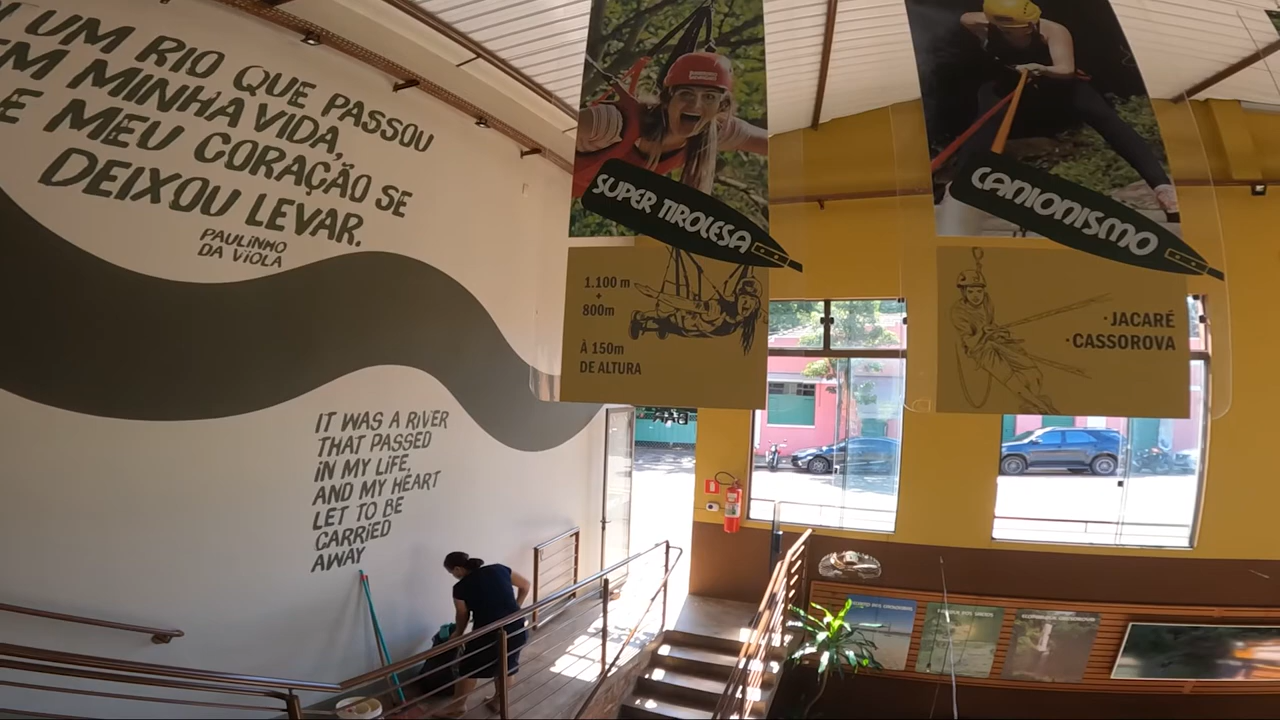 UM RIO QUE PASSOU
EM MINHA VIDA,
E MEU CORAÇÃO SE
DEIXOU LEVAR.
PAULINHO
DA VIOLA
IT WAS A RIVER
THAT PASSED
IN MY LIFE,
AND MY HEART
LET TO BE
CARRIED
AWAY
SUPER TIROLESA
1.100 m
+
800m
À 150m
DE ALTURA
CANIONISMO
·JACARÉ
·CASSOROVA